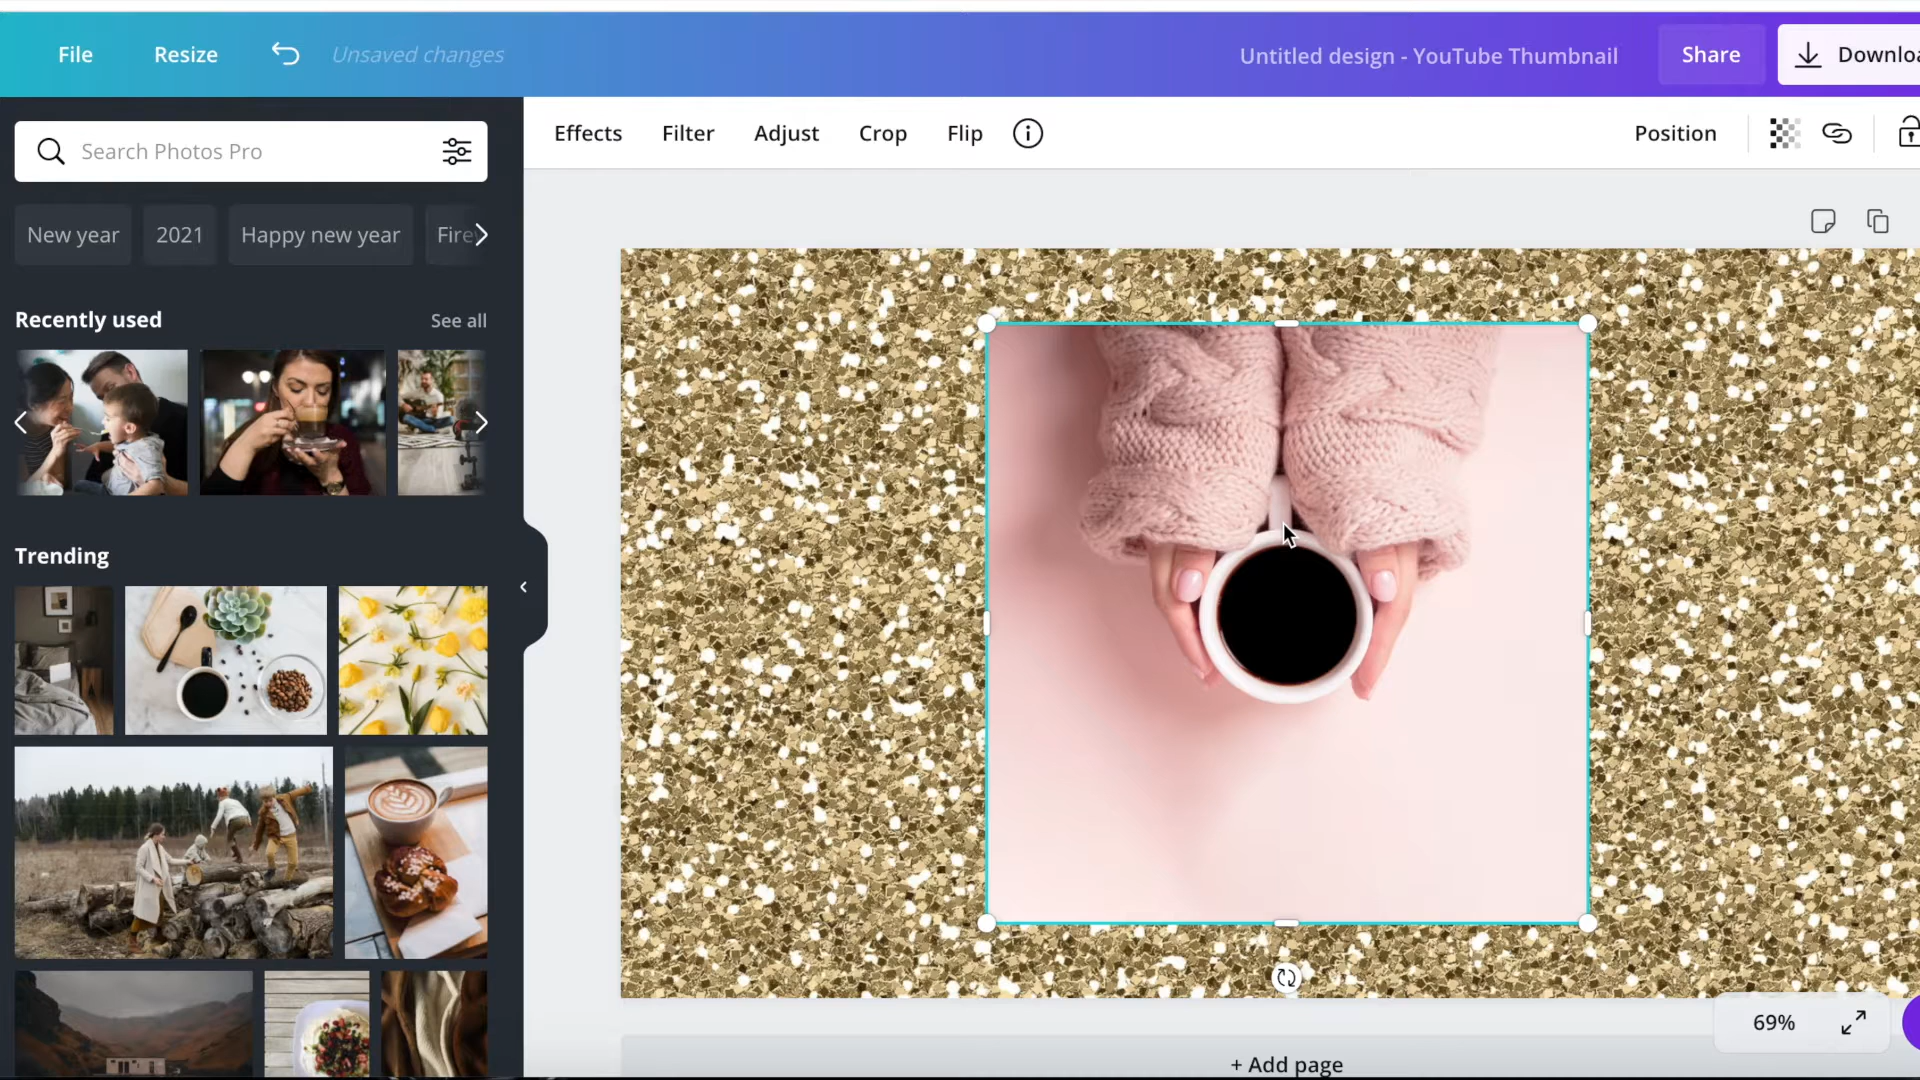 File Resize Unsaved changes Untitled design - YouTube Thumbnail Share
Effects Filter Adjust Crop Flip Position
Search Photos Pro
New year 2021 Happy new year
Recently used See all
Trending
69%
+ Add page